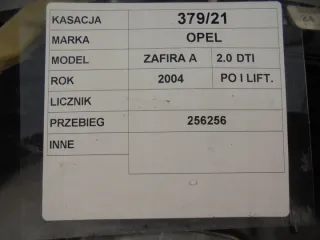 KASACJA 379/21
MARKA OPEL
MODEL ZAFIRA A 2.0 DTI
ROK 2004 PO I LIFT.
LICZNIK
PRZEBIEG 256256
INNE